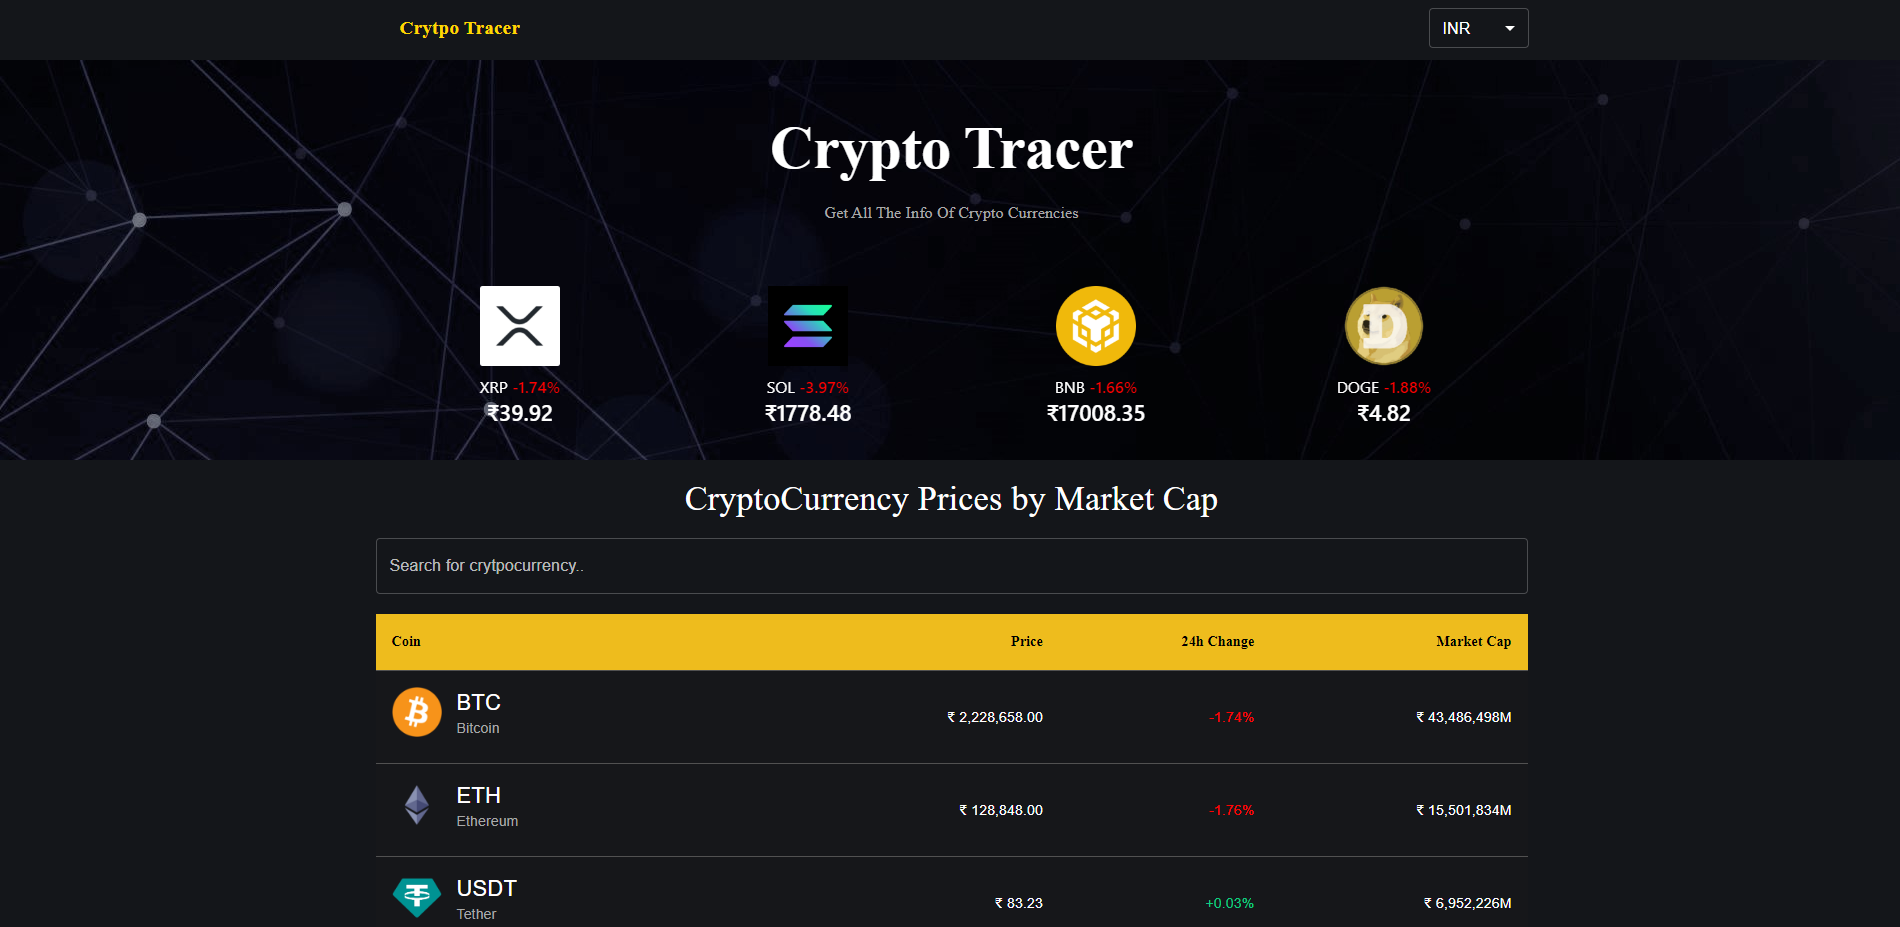 Crytpo Tracer
INR
Crypto Tracer
Get All The Info Of Crypto Currencies
XRP -1.74%
₹39.92
SOL -3.97%
₹1778.48
BNB -1.66%
₹17008.35
DOGE -1.88%
₹4.82
CryptoCurrency Prices by Market Cap
Search for crytpocurrency..
Coin Price 24h Change Market Cap
BTC
Bitcoin
₹ 2,228,658.00 -1.74% ₹ 43,486,498M
ETH
Ethereum
₹ 128,848.00 -1.76% ₹ 15,501,834M
USDT
Tether
₹ 83.23 +0.03% ₹ 6,952,226M